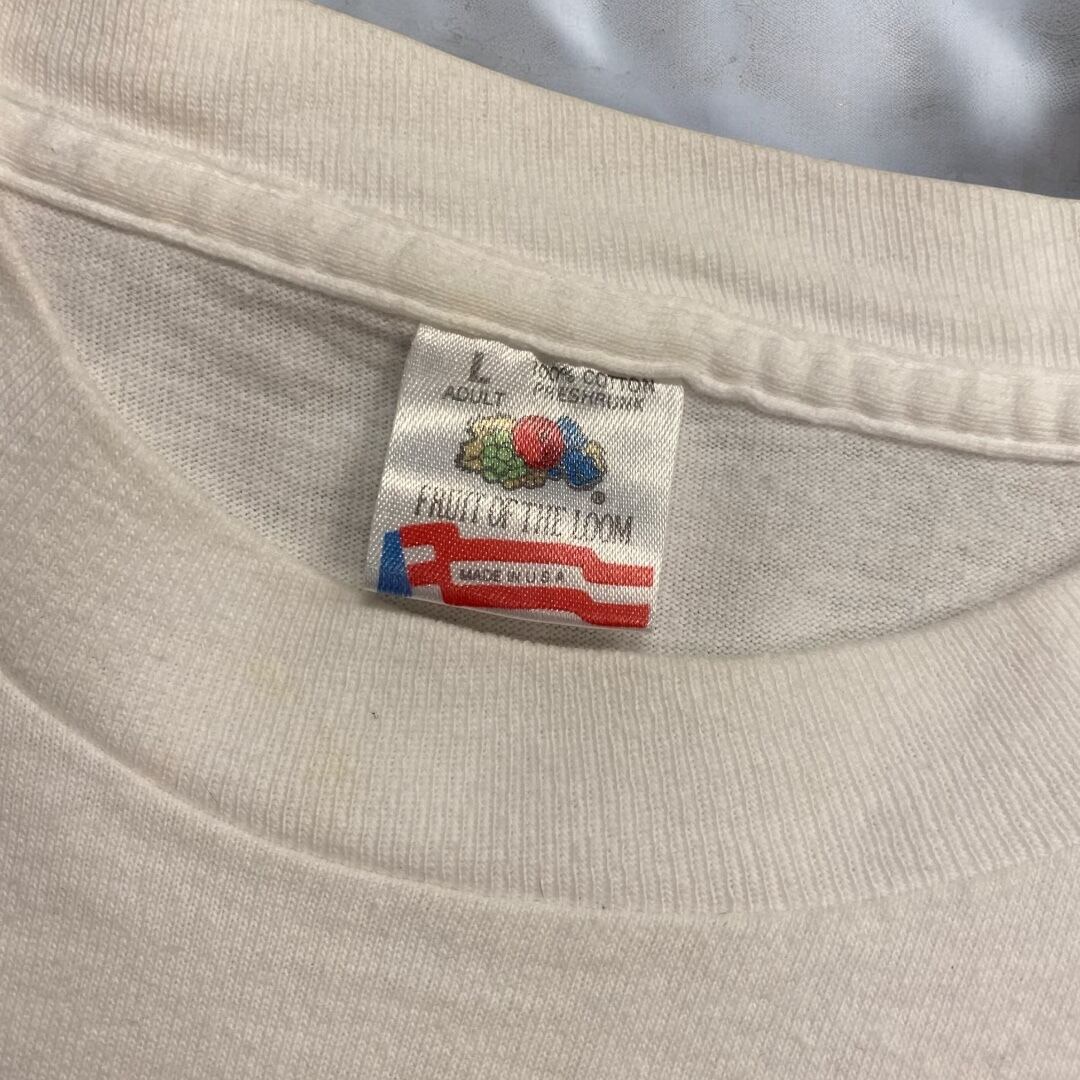 L 100% COTTON
ADULT PRESHRUNK
FRUIT OF THE LOOM ®
MADE IN U.S.A.